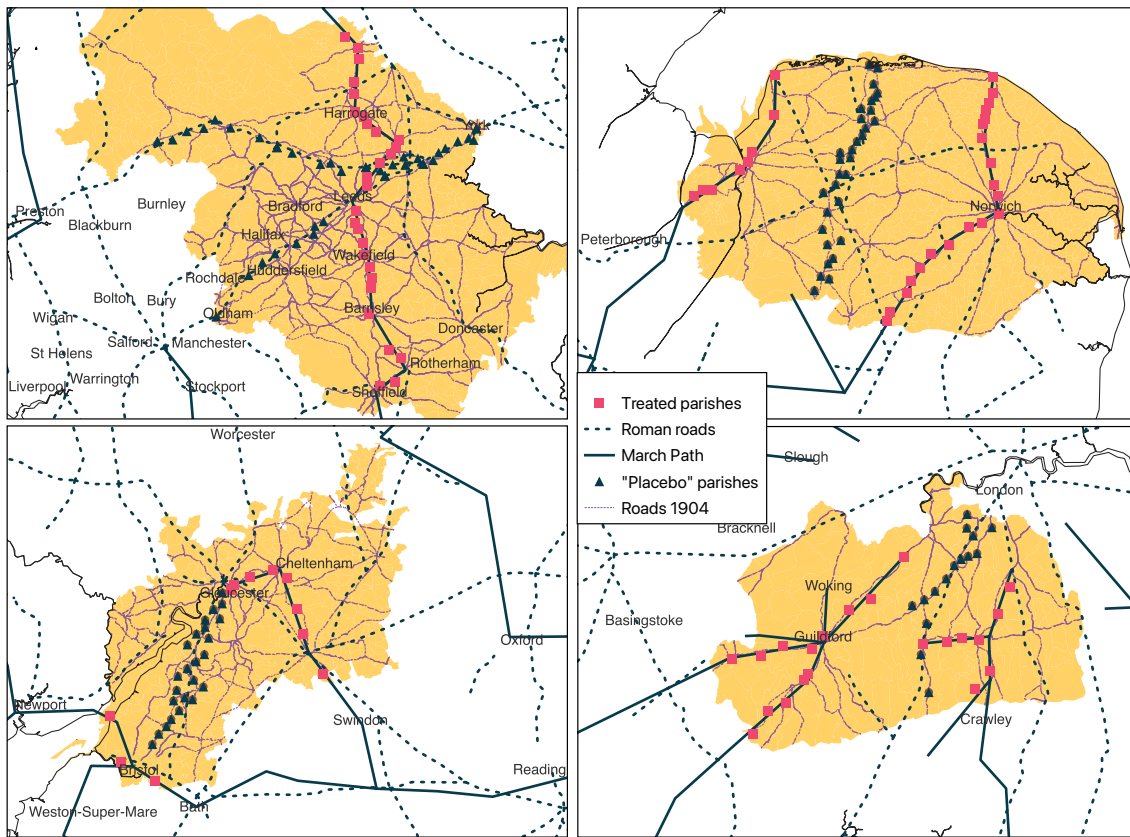 Harrogate
York
Leeds
Bradford
Burnley
Preston
Blackburn
Halifax
Wakefield
Huddersfield
Rochdale
Bolton
Bury
Barnsley
Wigan
Oldham
Doncaster
Salford
Manchester
St Helens
Rotherham
Warrington
Liverpool
Stockport
Sheffield
Norwich
Peterborough
Treated parishes
Roman roads
March Path
"Placebo" parishes
Roads 1904
Worcester
Cheltenham
Gloucester
Oxford
Newport
Swindon
Bristol
Reading
Bath
Weston-Super-Mare
Slough
London
Bracknell
Woking
Basingstoke
Guildford
Crawley